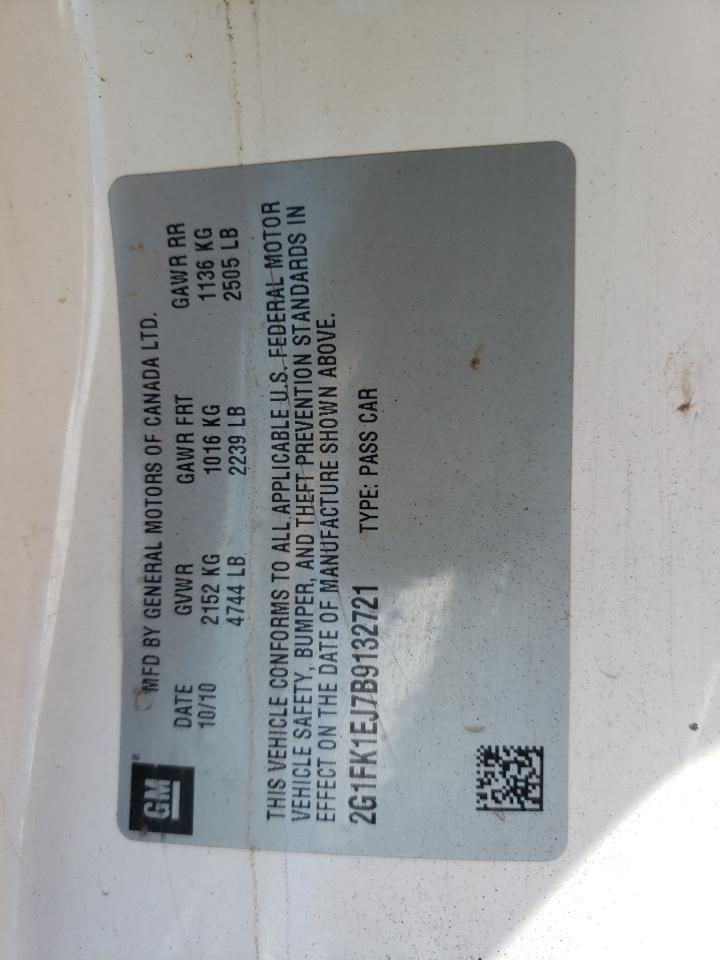 GM®
MFD BY GENERAL MOTORS OF CANADA LTD.
DATE GVWR GAWR FRT GAWR RR
10/10 2152 KG 1016 KG 1136 KG
4744 LB 2239 LB 2505 LB
THIS VEHICLE CONFORMS TO ALL APPLICABLE U.S. FEDERAL MOTOR
VEHICLE SAFETY, BUMPER, AND THEFT PREVENTION STANDARDS IN
EFFECT ON THE DATE OF MANUFACTURE SHOWN ABOVE.
2G1FK1EJ7B9132721 TYPE: PASS CAR